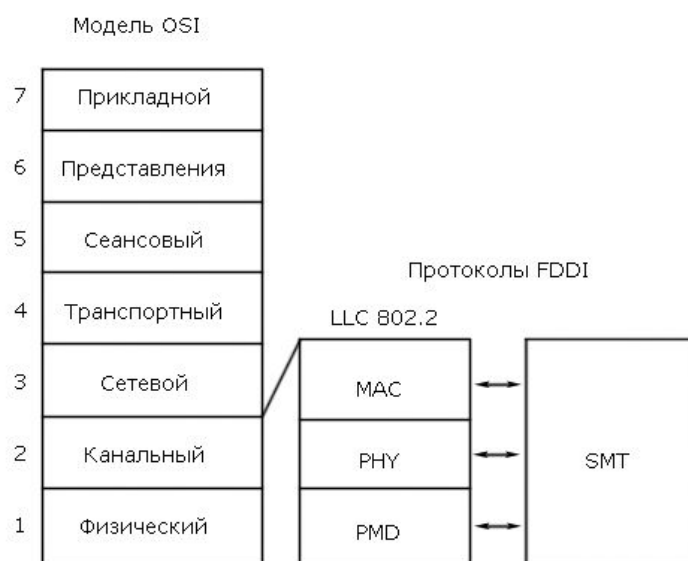 Модель OSI
7 Прикладной
6 Представления
5 Сеансовый
Протоколы FDDI
4 Транспортный
LLC 802.2
3 Сетевой
MAC
2 Канальный
PHY
SMT
1 Физический
PMD